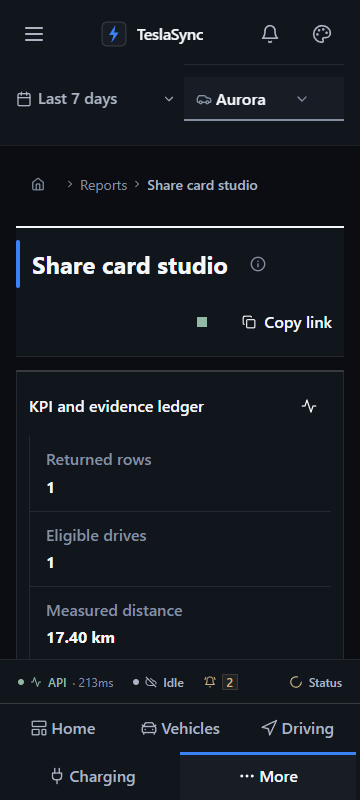 TeslaSync
Last 7 days
Aurora
Reports > Share card studio
Share card studio
Copy link
KPI and evidence ledger
Returned rows
1
Eligible drives
1
Measured distance
17.40 km
API · 213ms Idle 2 Status
Home Vehicles Driving
Charging More